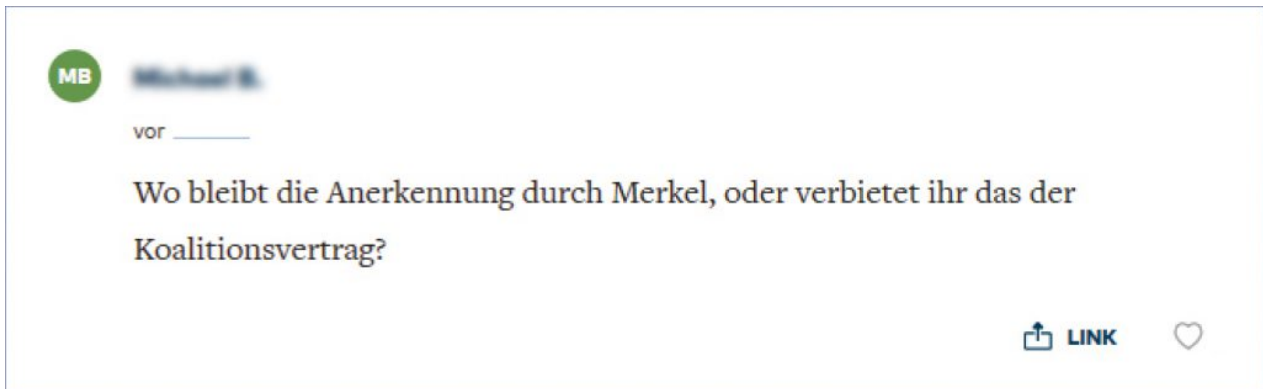 MB
vor
Wo bleibt die Anerkennung durch Merkel, oder verbietet ihr das der
Koalitionsvertrag?
LINK